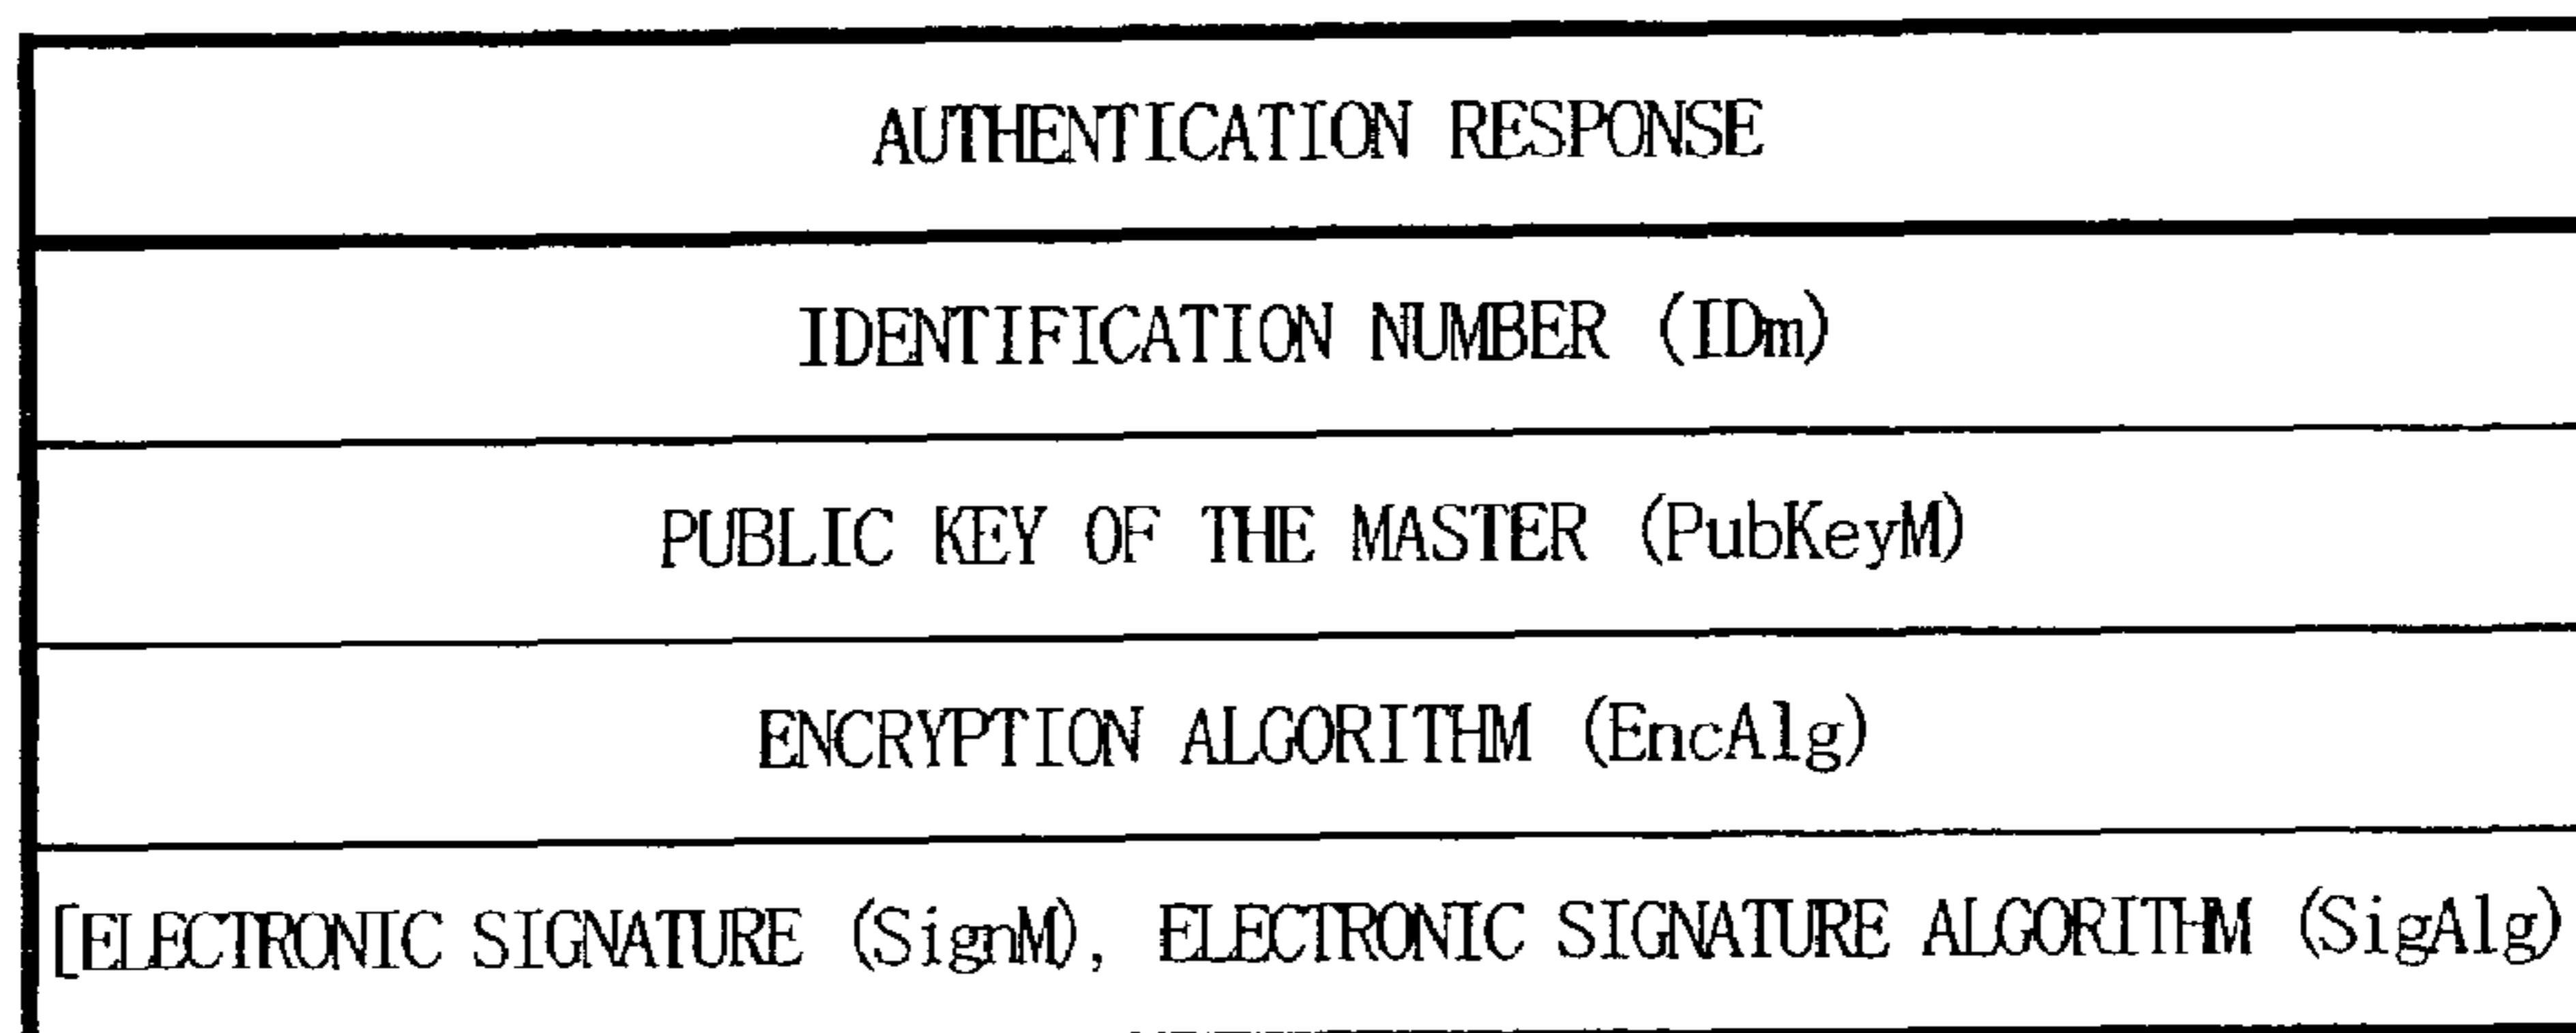 AUTHENTICATION RESPONSE
IDENTIFICATION NUMBER (IDm)
PUBLIC KEY OF THE MASTER (PubKeyM)
ENCRYPTION ALGORITHM (EncAlg)
[ELECTRONIC SIGNATURE (SignM), ELECTRONIC SIGNATURE ALGORITHM (SigAlg)